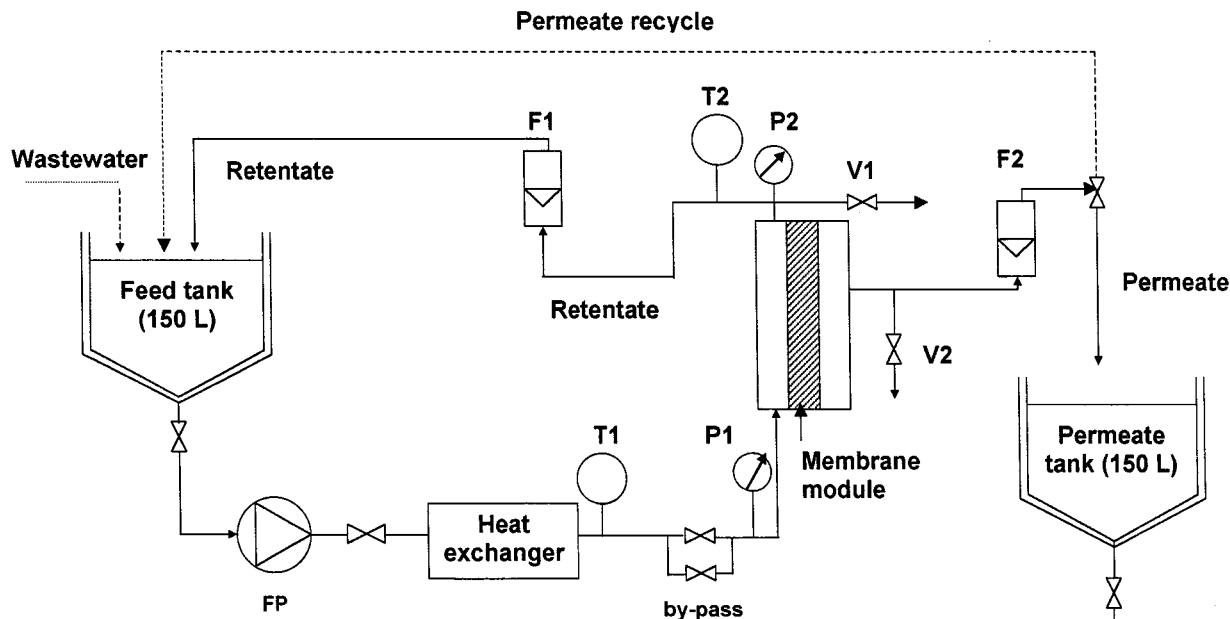 Permeate recycle
T2
F1
P2
Wastewater
Retentate
V1
F2
Feed tank
(150 L)
Retentate
Permeate
V2
T1
P1
Membrane
module
Permeate
tank (150 L)
Heat
exchanger
FP
by-pass